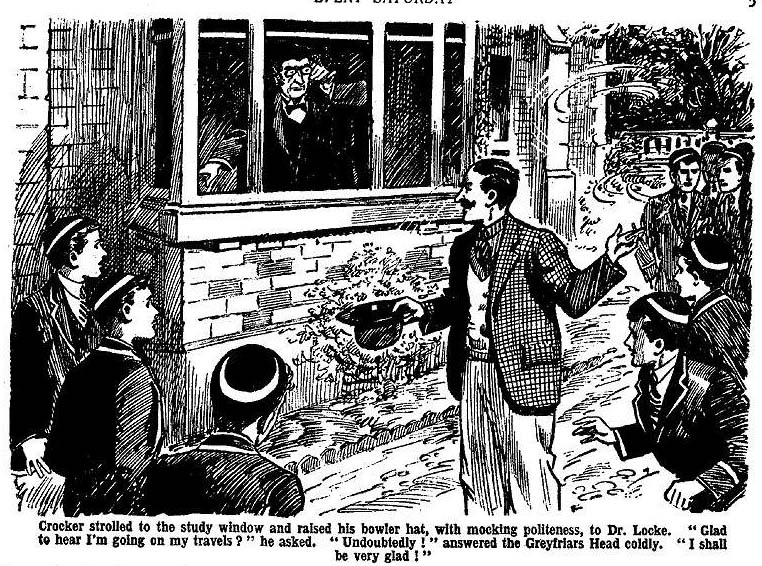 EVERY SATURDAY
Crocker strolled to the study window and raised his bowler hat, with mocking politeness, to Dr. Locke. "Glad
to hear I'm going on my travels?" he asked. "Undoubtedly!" answered the Greyfriars Head coldly. "I shall
be very glad!"